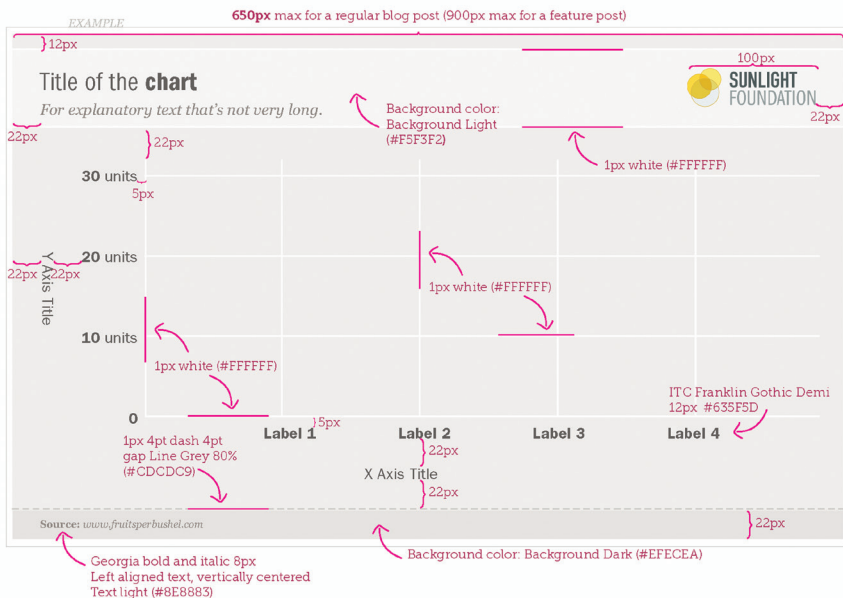 650px max for a regular blog post (900px max for a feature post)
EXAMPLE
12px
100px
Title of the chart
SUNLIGHT
FOUNDATION
For explanatory text that's not very long.
Background color:
Background Light
(#F5F3F2)
22px
22px
22px
1px white (#FFFFFF)
30 units
5px
20 units
22px
22px
Y Axis Title
1px white (#FFFFFF)
10 units
1px white (#FFFFFF)
ITC Franklin Gothic Demi
12px #635F5D
0
5px
Label 1
Label 2
Label 3
Label 4
1px 4pt dash 4pt
gap Line Grey 80%
(#CDCDC9)
22px
X Axis Title
22px
Source: www.fruitsperbushel.com
22px
Background color: Background Dark (#EFECEA)
Georgia bold and italic 8px
Left aligned text, vertically centered
Text light (#8E8883)